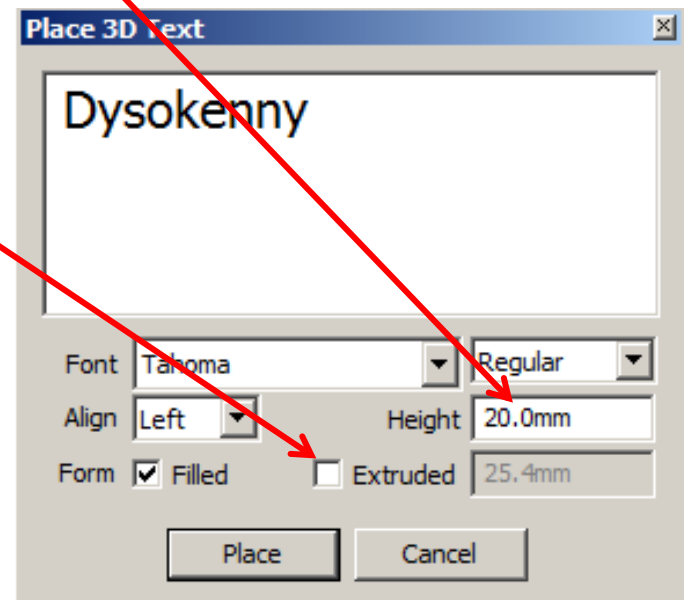 Place 3D Text
Dysokenny
Font Tahoma Regular
Align Left Height 20.0mm
Form Filled Extruded 25.4mm
Place Cancel